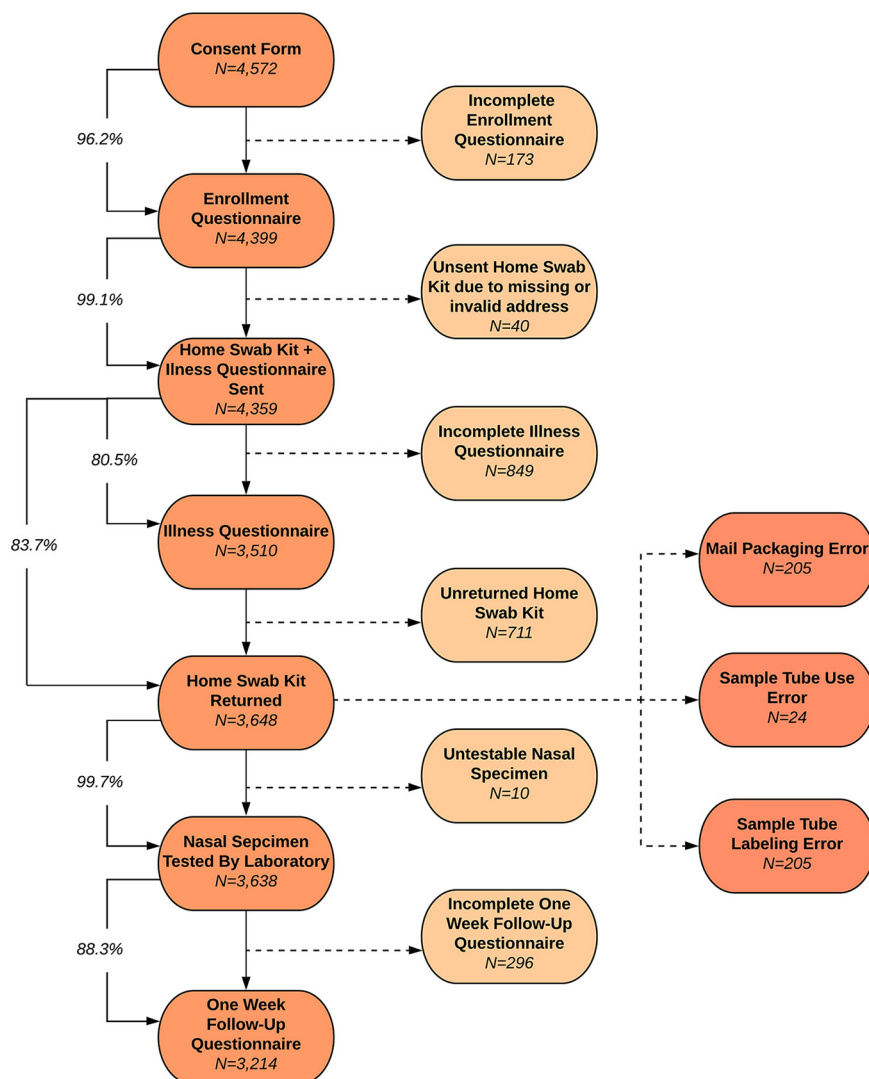 Consent Form
N=4,572
96.2%
Incomplete
Enrollment
Questionnaire
N=173
Enrollment
Questionnaire
N=4,399
99.1%
Unsent Home Swab
Kit due to missing or
invalid address
N=40
Home Swab Kit +
Ilness Questionnaire
Sent
N=4,359
80.5%
83.7%
Incomplete Illness
Questionnaire
N=849
Illness Questionnaire
N=3,510
Mail Packaging Error
N=205
Unreturned Home
Swab Kit
N=711
Home Swab Kit
Returned
N=3,648
Sample Tube Use
Error
N=24
99.7%
Untestable Nasal
Specimen
N=10
Nasal Sepcimen
Tested By Laboratory
N=3,638
Sample Tube
Labeling Error
N=205
88.3%
Incomplete One
Week Follow-Up
Questionnaire
N=296
One Week
Follow-Up
Questionnaire
N=3,214